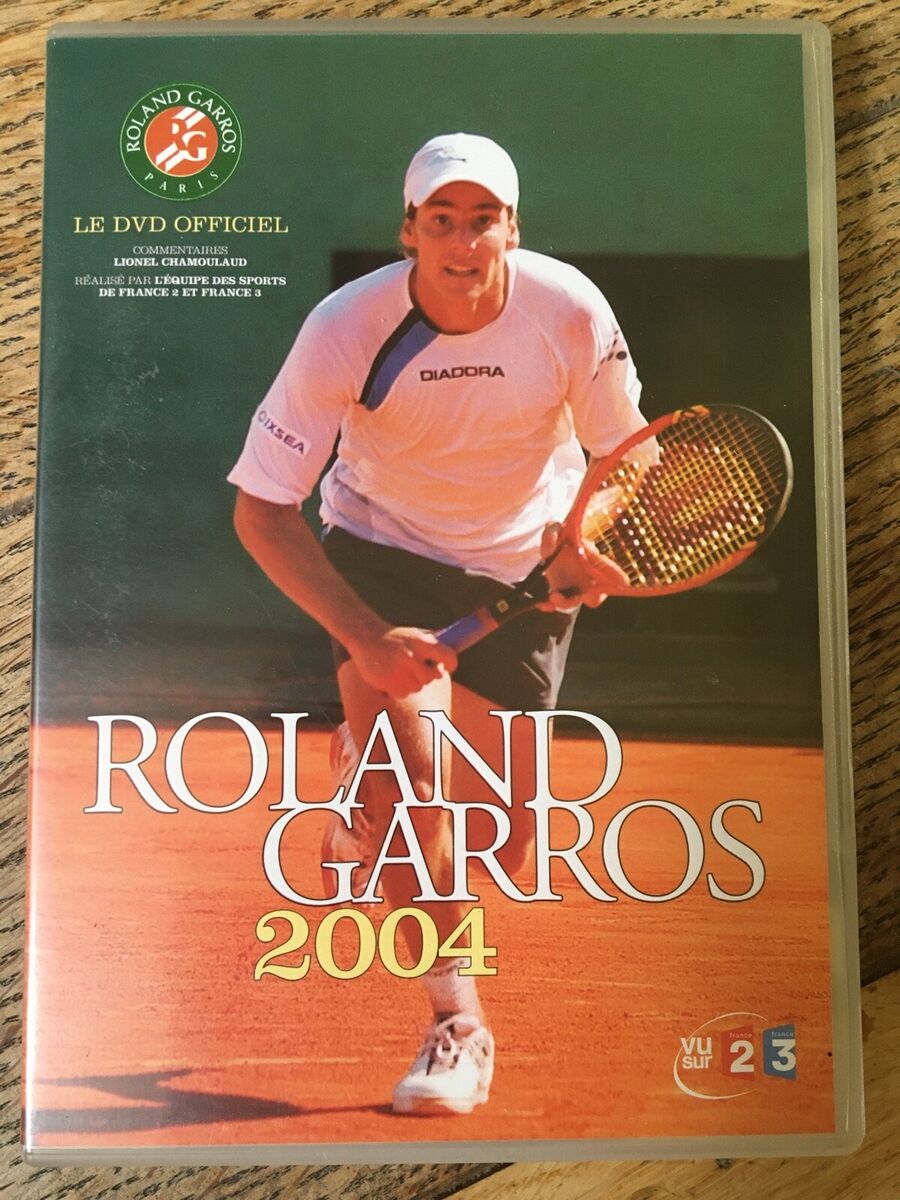 ROLAND GARROS
RG
PARIS
LE DVD OFFICIEL
COMMENTAIRES
LIONEL CHAMOULAUD
RÉALISÉ PAR L'ÉQUIPE DES SPORTS
DE FRANCE 2 ET FRANCE 3
DIADORA
IXSEA
ROLAND
GARROS
2004
vu
sur
france
2
france
3